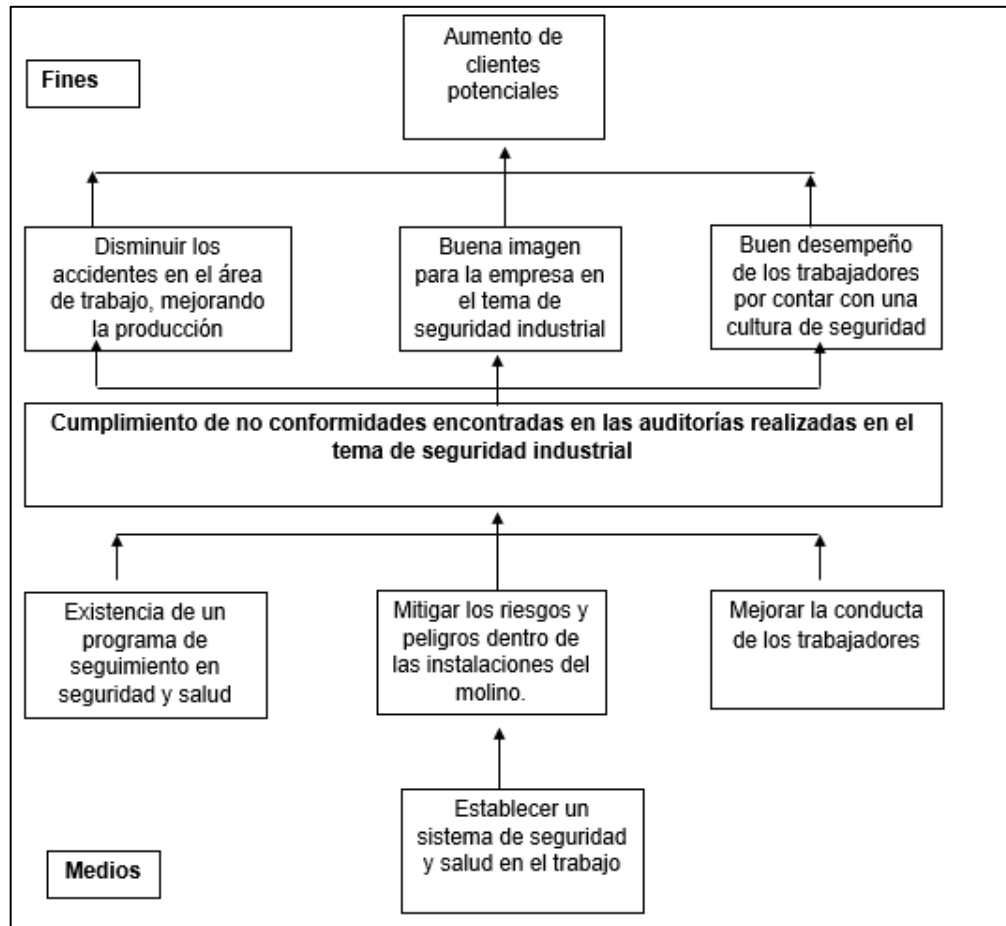 Aumento de
clientes
potenciales
Fines
Disminuir los
accidentes en el área
de trabajo, mejorando
la producción
Buena imagen
para la empresa en
el tema de
seguridad industrial
Buen desempeño
de los trabajadores
por contar con una
cultura de seguridad
Cumplimiento de no conformidades encontradas en las auditorías realizadas en el
tema de seguridad industrial
Existencia de un
programa de
seguimiento en
seguridad y salud
Mitigar los riesgos y
peligros dentro de
las instalaciones del
molino.
Mejorar la conducta
de los trabajadores
Establecer un
sistema de seguridad
y salud en el trabajo
Medios